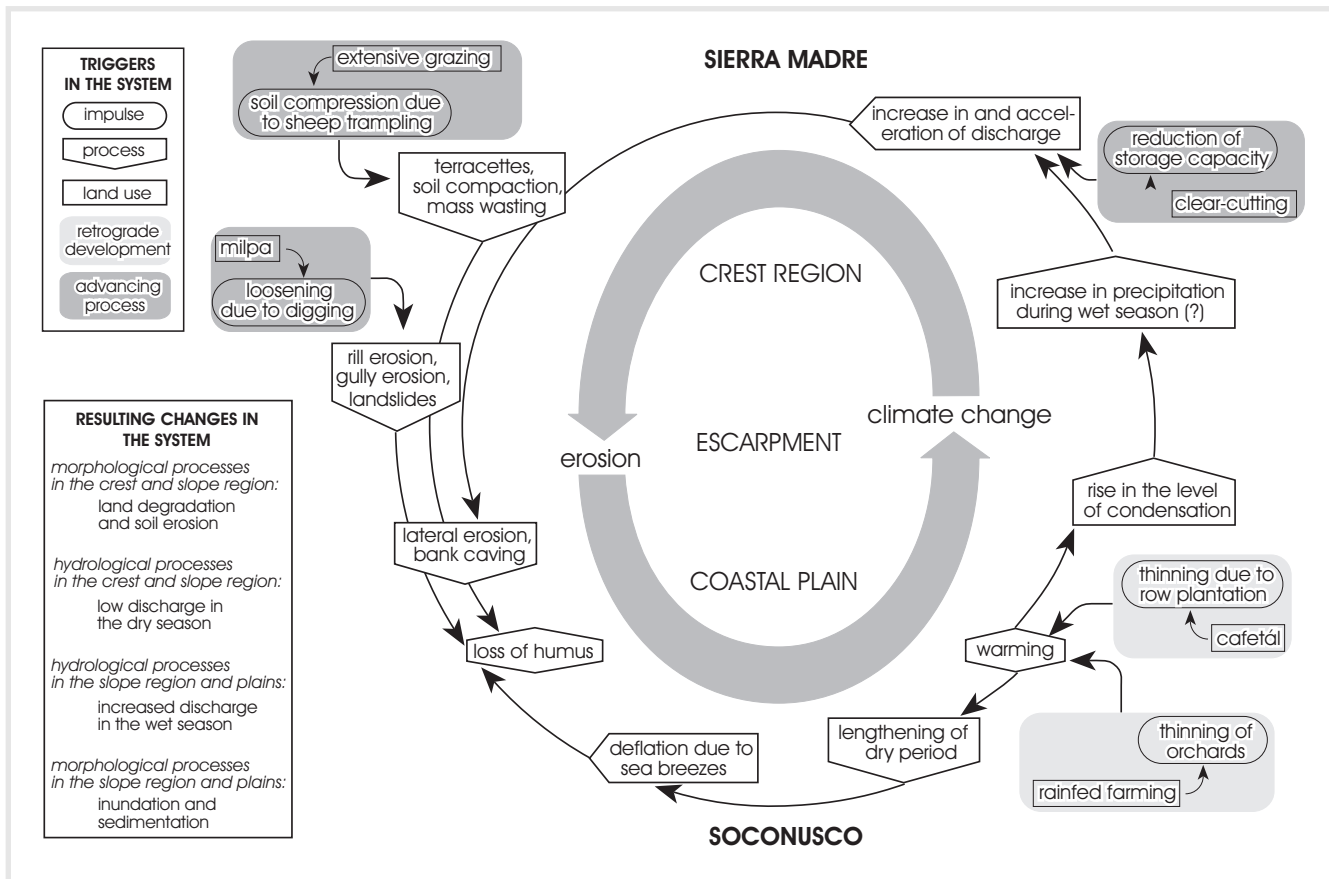 TRIGGERS
IN THE SYSTEM
impulse
process
land use
retrograde
development
advancing
process
RESULTING CHANGES IN
THE SYSTEM
morphological processes
in the crest and slope region:
land degradation
and soil erosion
hydrological processes
in the crest and slope region:
low discharge in
the dry season
hydrological processes
in the slope region and plains:
increased discharge
in the wet season
morphological processes
in the slope region and plains:
inundation and
sedimentation
extensive grazing
soil compression due
to sheep trampling
terracettes,
soil compaction,
mass wasting
milpa
loosening
due to digging
rill erosion,
gully erosion,
landslides
lateral erosion,
bank caving
loss of humus
deflation due to
sea breezes
SIERRA MADRE
CREST REGION
ESCARPMENT
COASTAL PLAIN
SOCONUSCO
erosion
climate change
increase in and accel-
eration of discharge
reduction of
storage capacity
clear-cutting
increase in precipitation
during wet season (?)
rise in the level
of condensation
thinning due to
row plantation
cafetál
warming
lengthening of
dry period
thinning of
orchards
rainfed farming